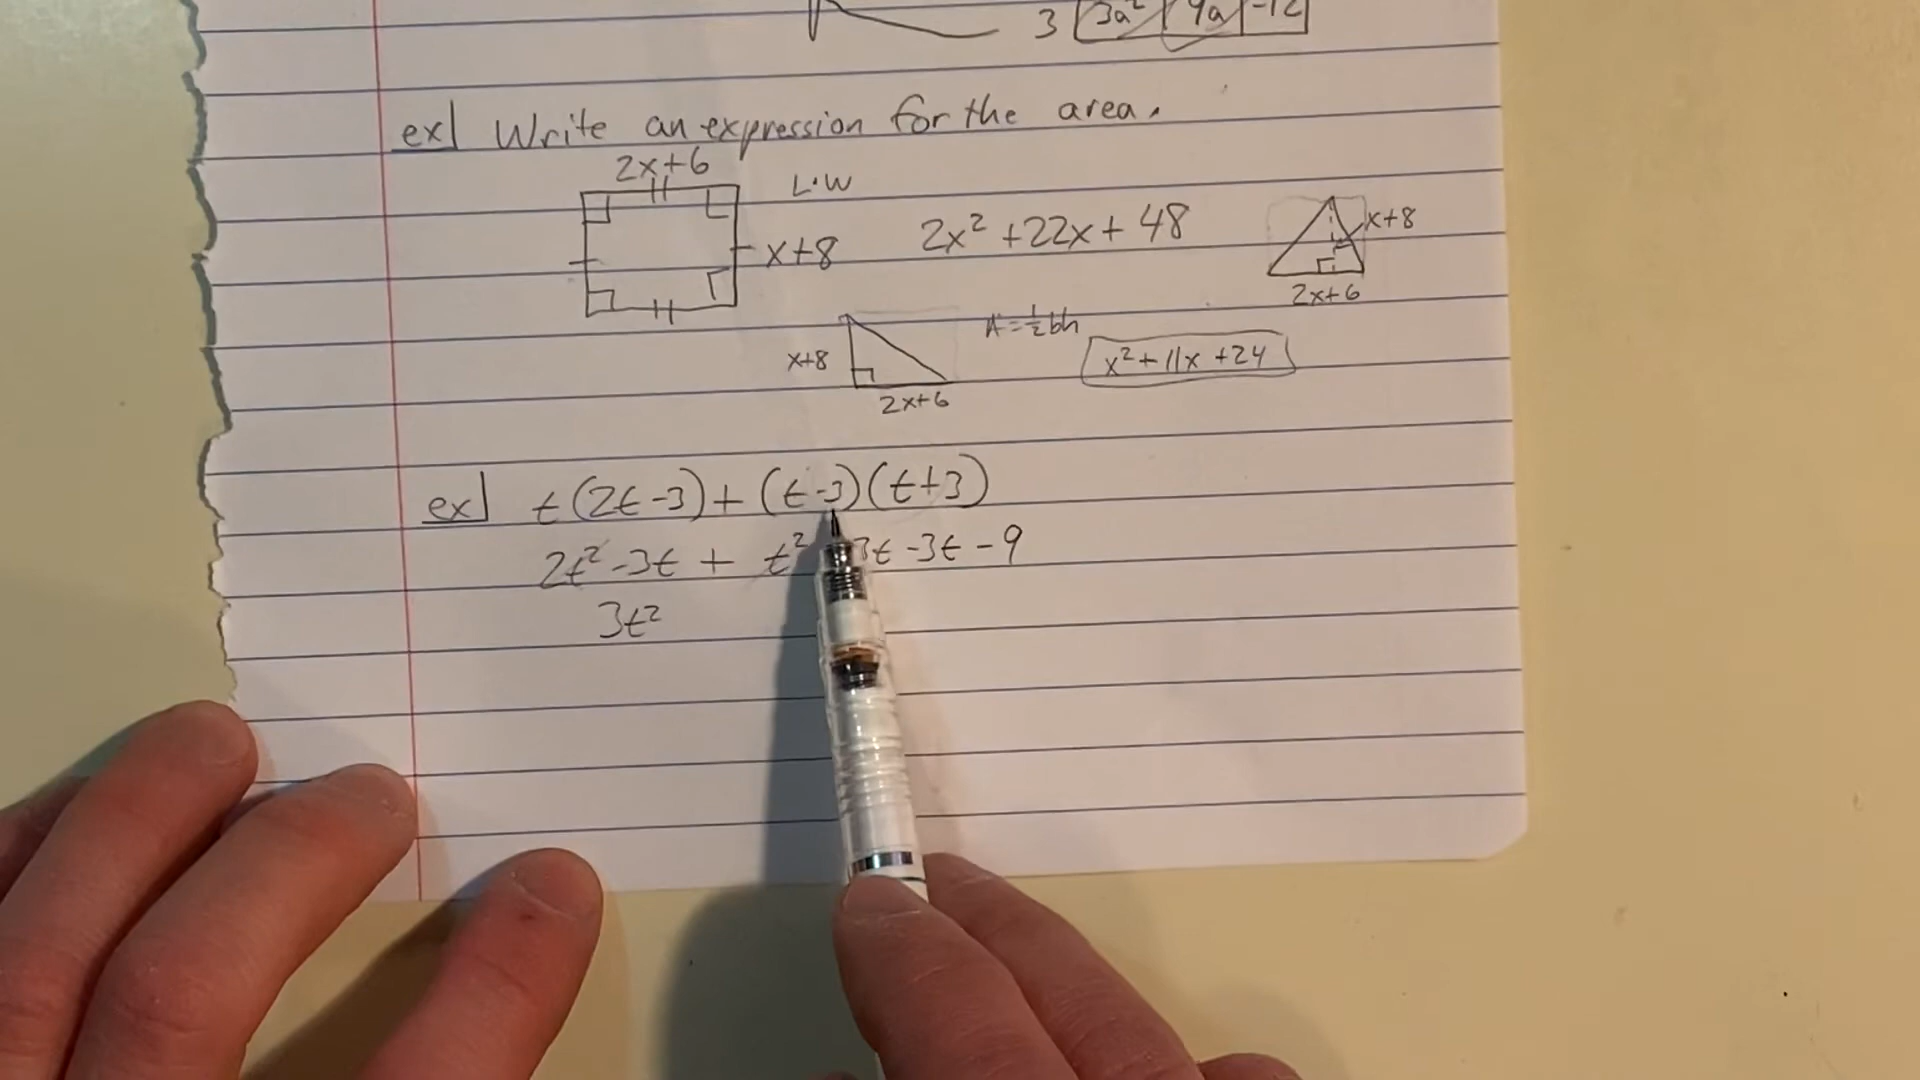 3 3a² 4a -12
ex| Write an expression for the area.
2x+6
L·W
x+8
2x² +22x + 48
x+8
2x+6
x+8
2x+6
A = ½bh
x² + 11x + 24
ex| t(2t-3) + (t-3)(t+3)
2t² -3t + t² 3t -3t - 9
3t²